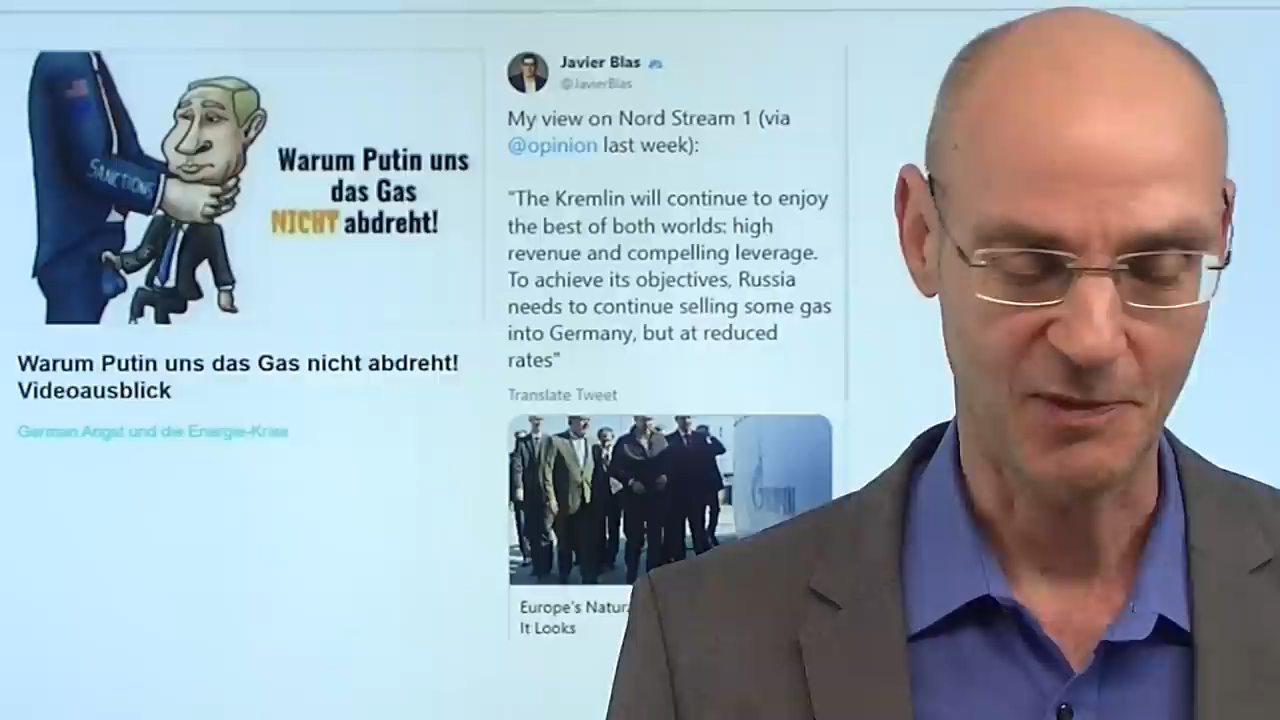 SANCTIONS
Warum Putin uns
das Gas
NICHT abdreht!
Warum Putin uns das Gas nicht abdreht!
Videoausblick
German Angst und die Energie-Krise
Javier Blas
@JavierBlas
My view on Nord Stream 1 (via
@opinion last week):
"The Kremlin will continue to enjoy
the best of both worlds: high
revenue and compelling leverage.
To achieve its objectives, Russia
needs to continue selling some gas
into Germany, but at reduced
rates"
Translate Tweet
Europe's
It Looks